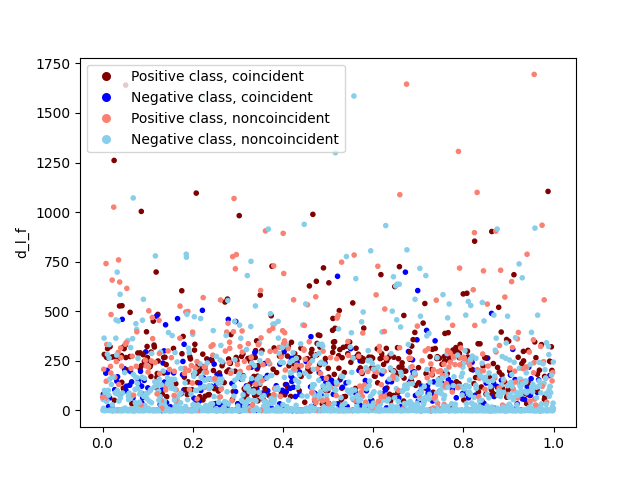 1750
1500
1250
1000
750
500
250
0
d_l_f
Positive class, coincident
Negative class, coincident
Positive class, noncoincident
Negative class, noncoincident
0.0 0.2 0.4 0.6 0.8 1.0